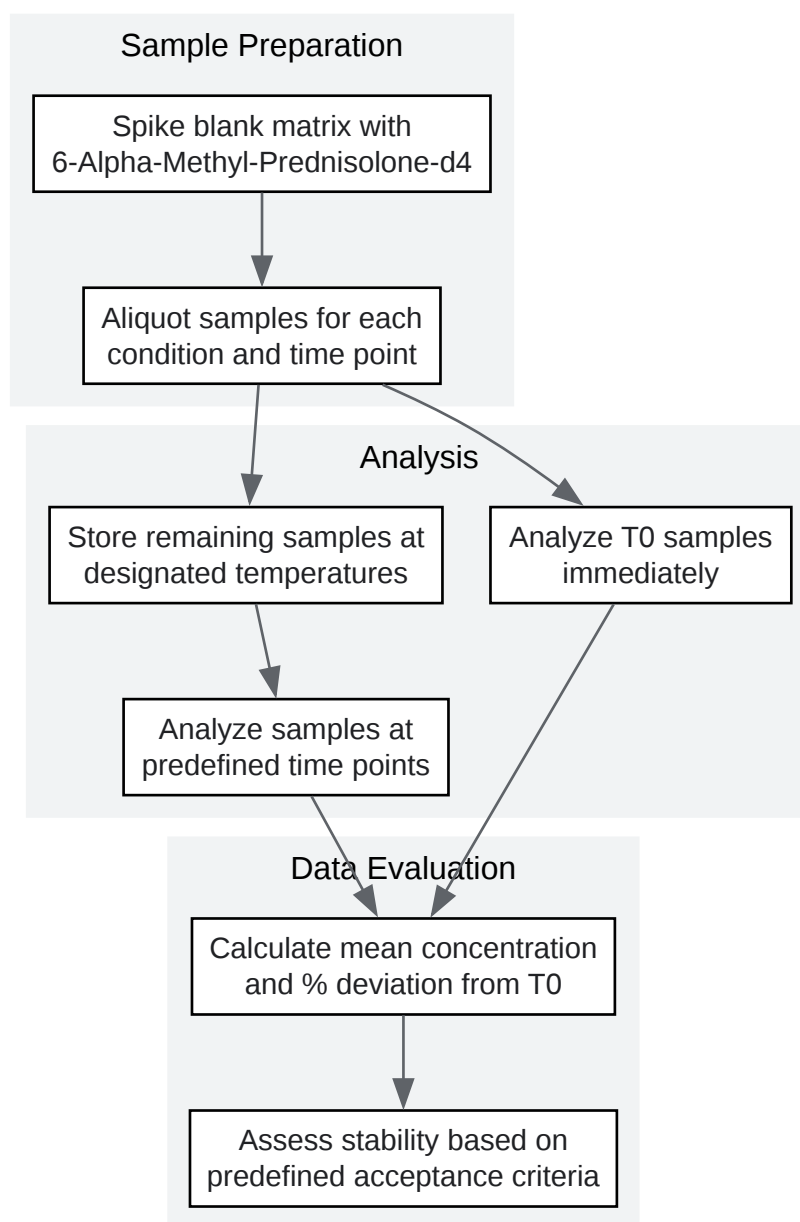 Sample Preparation
Spike blank matrix with
6-Alpha-Methyl-Prednisolone-d4
Aliquot samples for each
condition and time point
Analysis
Store remaining samples at
designated temperatures
Analyze T0 samples
immediately
Analyze samples at
predefined time points
Data Evaluation
Calculate mean concentration
and % deviation from T0
Assess stability based on
predefined acceptance criteria